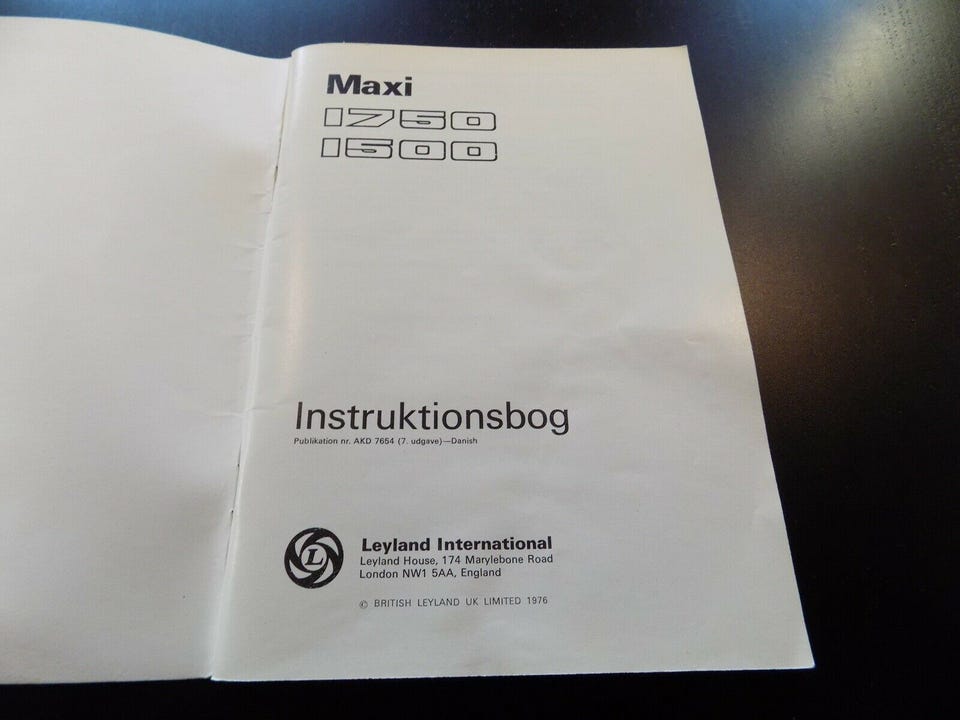 Maxi
1750
1500
Instruktionsbog
Publikation nr. AKD 7654 (7. udgave)—Danish
L
Leyland International
Leyland House, 174 Marylebone Road
London NW1 5AA, England
© BRITISH LEYLAND UK LIMITED 1976